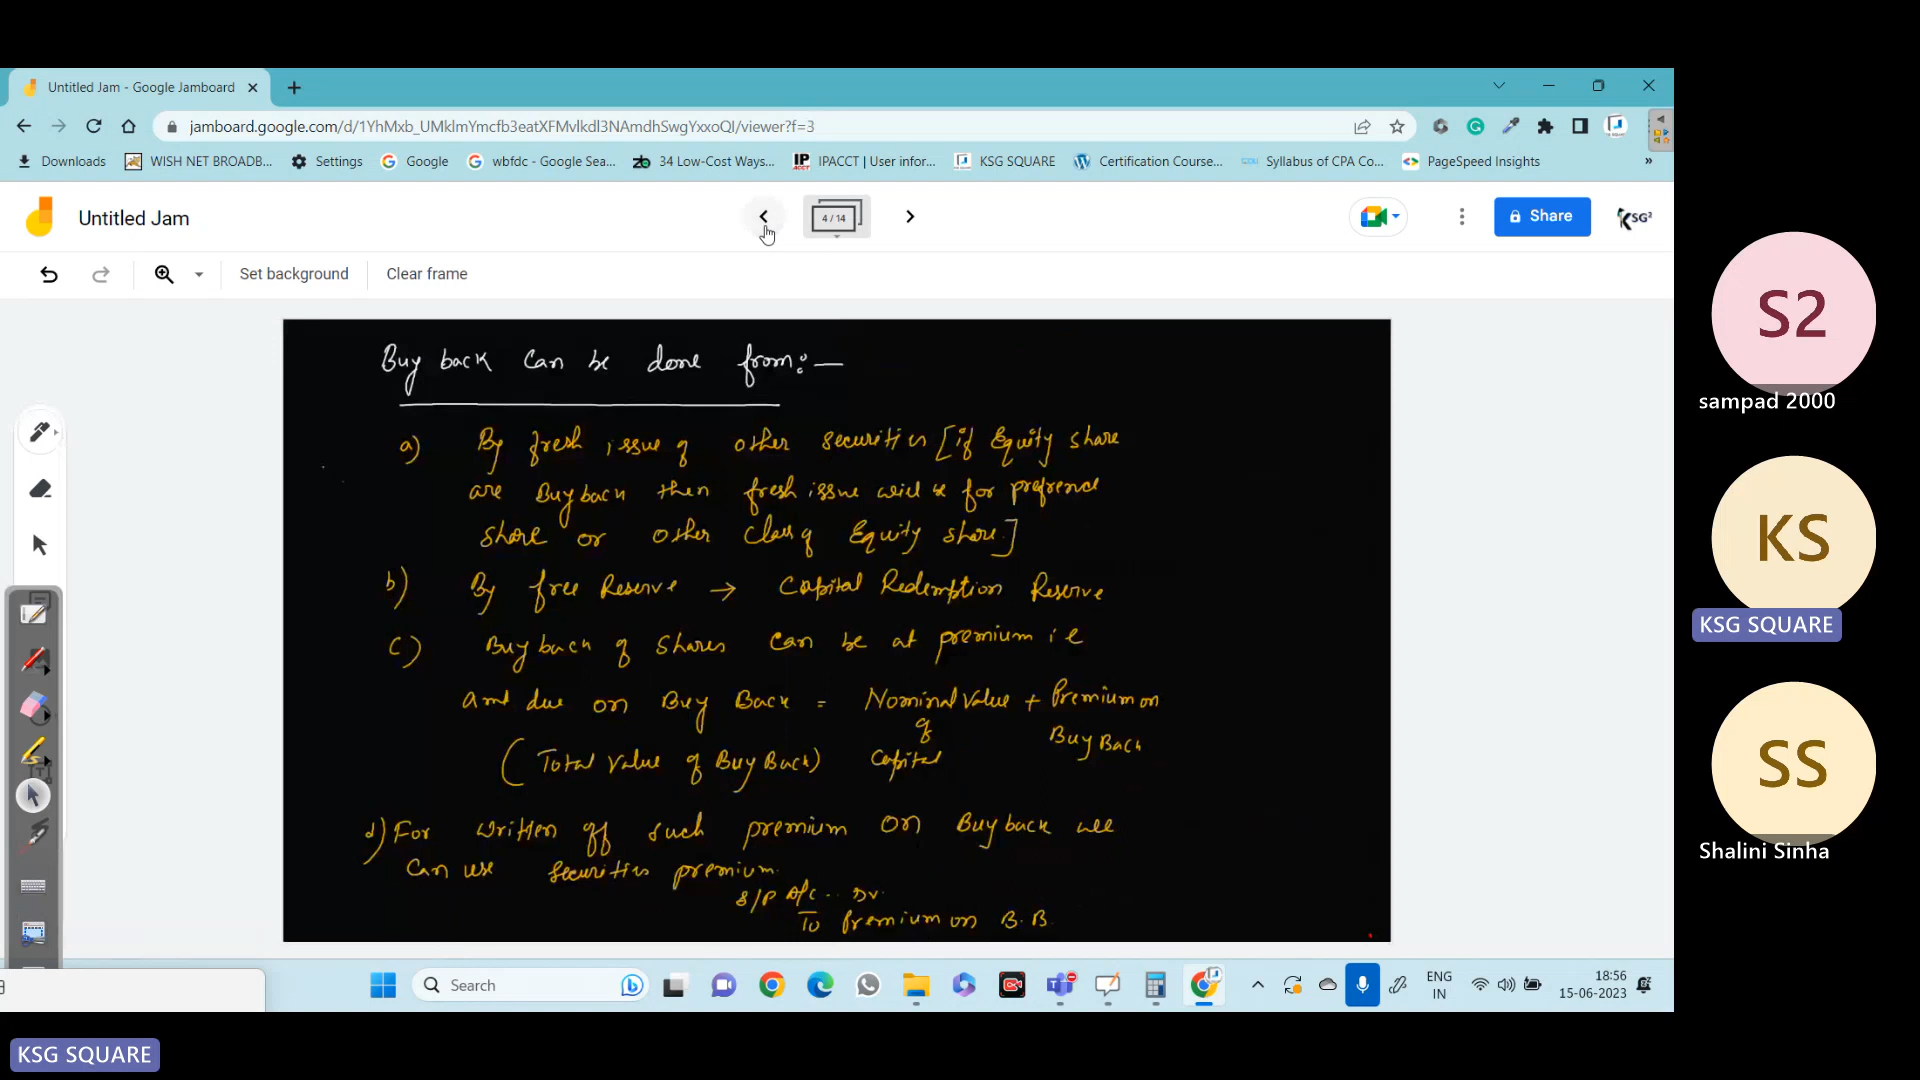 Untitled Jam - Google Jamboard
jamboard.google.com/d/1YhMxb_UMklmYmcfb3eatXFMvlkdl3NAmdhSwgYxxoQI/viewer?f=3
Downloads WISH NET BROADB... Settings Google wbfdc - Google Sea... 34 Low-Cost Ways... IPACCT | User infor... KSG SQUARE Certification Course... Syllabus of CPA Co... PageSpeed Insights »
Untitled Jam 4 / 14 Share KSG²
Set background Clear frame
Buy back Can be done from:—
a) By fresh issue of other securities [if Equity share
are Buyback then fresh issue will be for prefrence
share or other class of Equity share.]
b) By free Reserve → Capital Redemption Reserve
c) Buyback of shares can be at premium i e
amt due on Buy Back = Nominal Value + Premium on
of Buy Back
(Total value of Buy Back) Capital
d) For written off such premium on Buyback we
Can use securities premium.
S/P A/c .. Dr.
To premium on B.B.
S2
sampad 2000
KS
KSG SQUARE
SS
Shalini Sinha
Search
ENG
IN
18:56
15-06-2023
KSG SQUARE